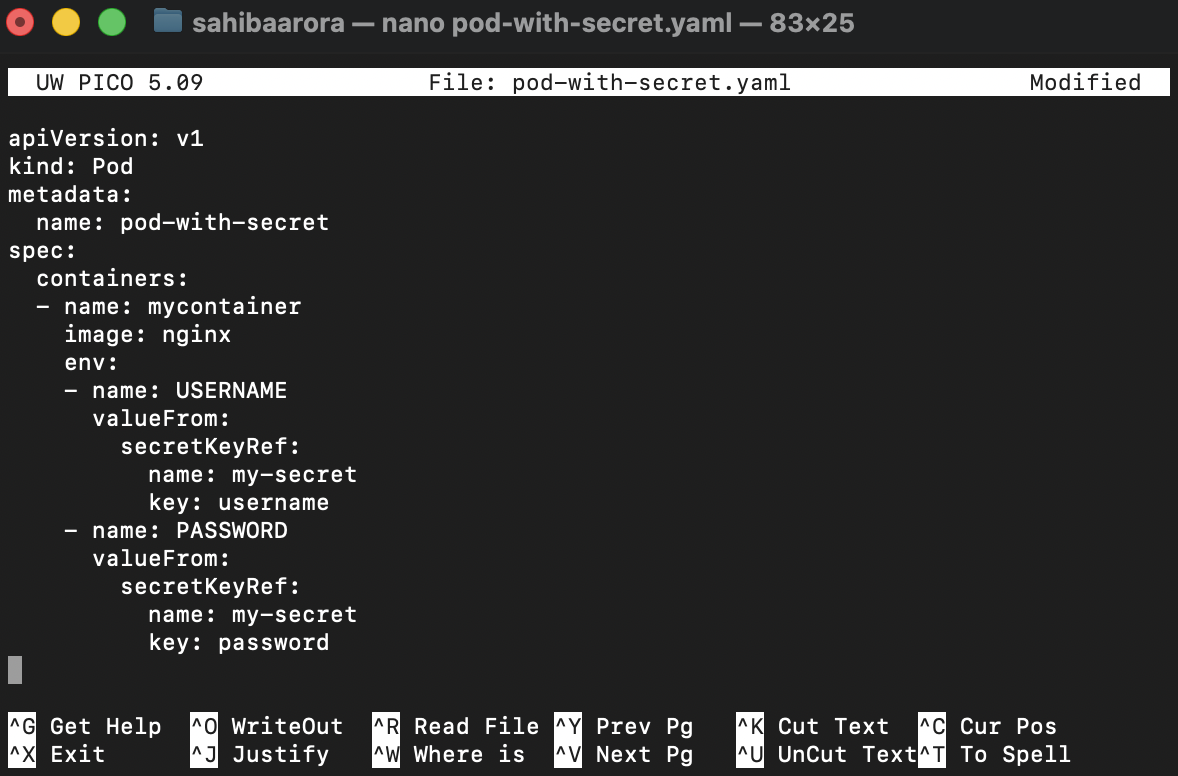 sahibaarora — nano pod-with-secret.yaml — 83×25
UW PICO 5.09 File: pod-with-secret.yaml Modified
apiVersion: v1
kind: Pod
metadata:
  name: pod-with-secret
spec:
  containers:
  - name: mycontainer
    image: nginx
    env:
    - name: USERNAME
      valueFrom:
        secretKeyRef:
          name: my-secret
          key: username
    - name: PASSWORD
      valueFrom:
        secretKeyRef:
          name: my-secret
          key: password
^G Get Help ^O WriteOut ^R Read File ^Y Prev Pg ^K Cut Text ^C Cur Pos
^X Exit ^J Justify ^W Where is ^V Next Pg ^U UnCut Text ^T To Spell